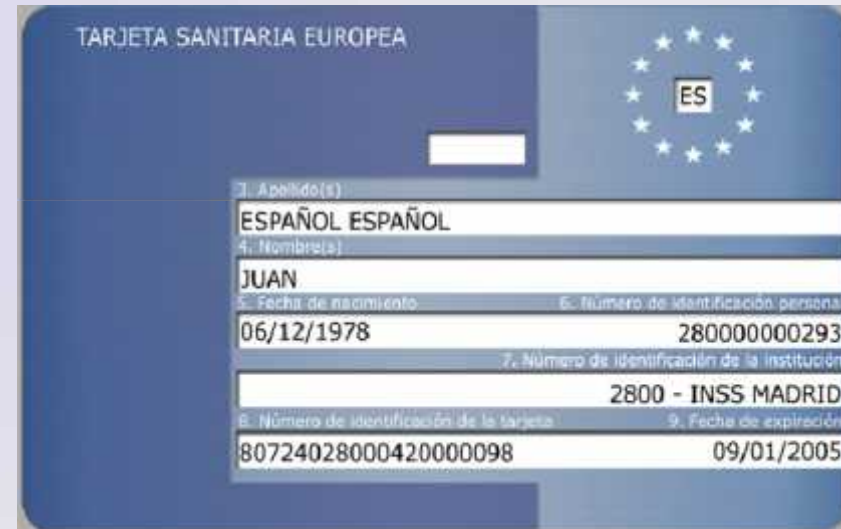 TARJETA SANITARIA EUROPEA
ES
3. Apellido(s)
ESPAÑOL ESPAÑOL
4. Nombre(s)
JUAN
5. Fecha de nacimiento 6. Número de identificación personal
06/12/1978 280000000293
7. Número de identificación de la institución
2800 - INSS MADRID
8. Número de identificación de la tarjeta 9. Fecha de expiración
80724028000420000098 09/01/2005